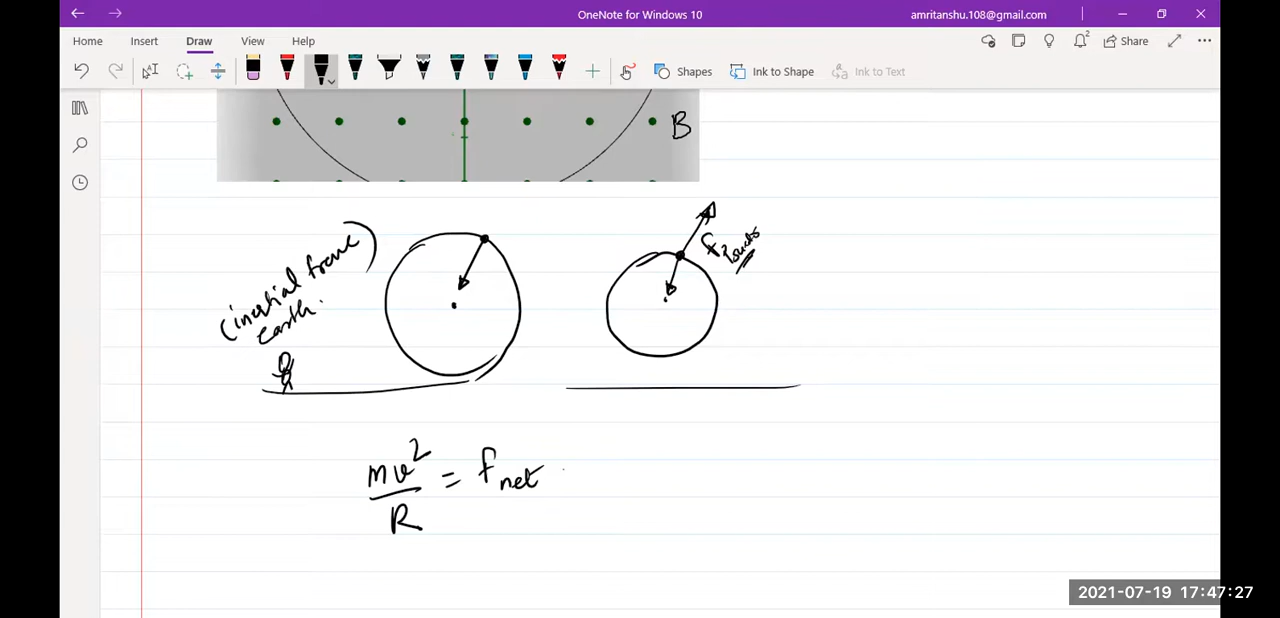 OneNote for Windows 10
amritanshu.108@gmail.com
Home
Insert
Draw
View
Help
2
Share
Shapes
Ink to Shape
Ink to Text
B
(inertial frame)
earth.
f
mv²
R
= fnet
2021-07-19 17:47:27